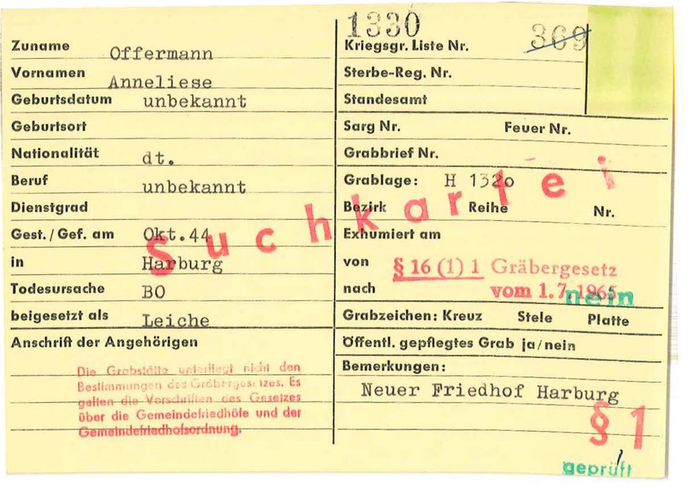 Zuname Offermann
Vornamen Anneliese
Geburtsdatum unbekannt
Geburtsort
Nationalität dt.
Beruf unbekannt
Dienstgrad
Gest. / Gef. am Okt.44
in Harburg
Todesursache BO
beigesetzt als Leiche
Anschrift der Angehörigen
Die Grabstätte unterliegt nicht den
Bestimmungen des Gräbergesetzes. Es
gelten die Vorschriften des Gesetzes
über die Gemeindefriedhöfe und der
Gemeindefriedhofsordnung.
Suchkartei
1330
Kriegsgr. Liste Nr. 369
Sterbe-Reg. Nr.
Standesamt
Sarg Nr. Feuer Nr.
Grabbrief Nr.
Grablage: H 132o
Bezirk Reihe Nr.
Exhumiert am
von § 16 (1) 1 Gräbergesetz
nach vom 1.7.1965
nein
Grabzeichen: Kreuz Stele Platte
Öffentl. gepflegtes Grab ja/nein
Bemerkungen:
Neuer Friedhof Harburg
§ 1
geprüft